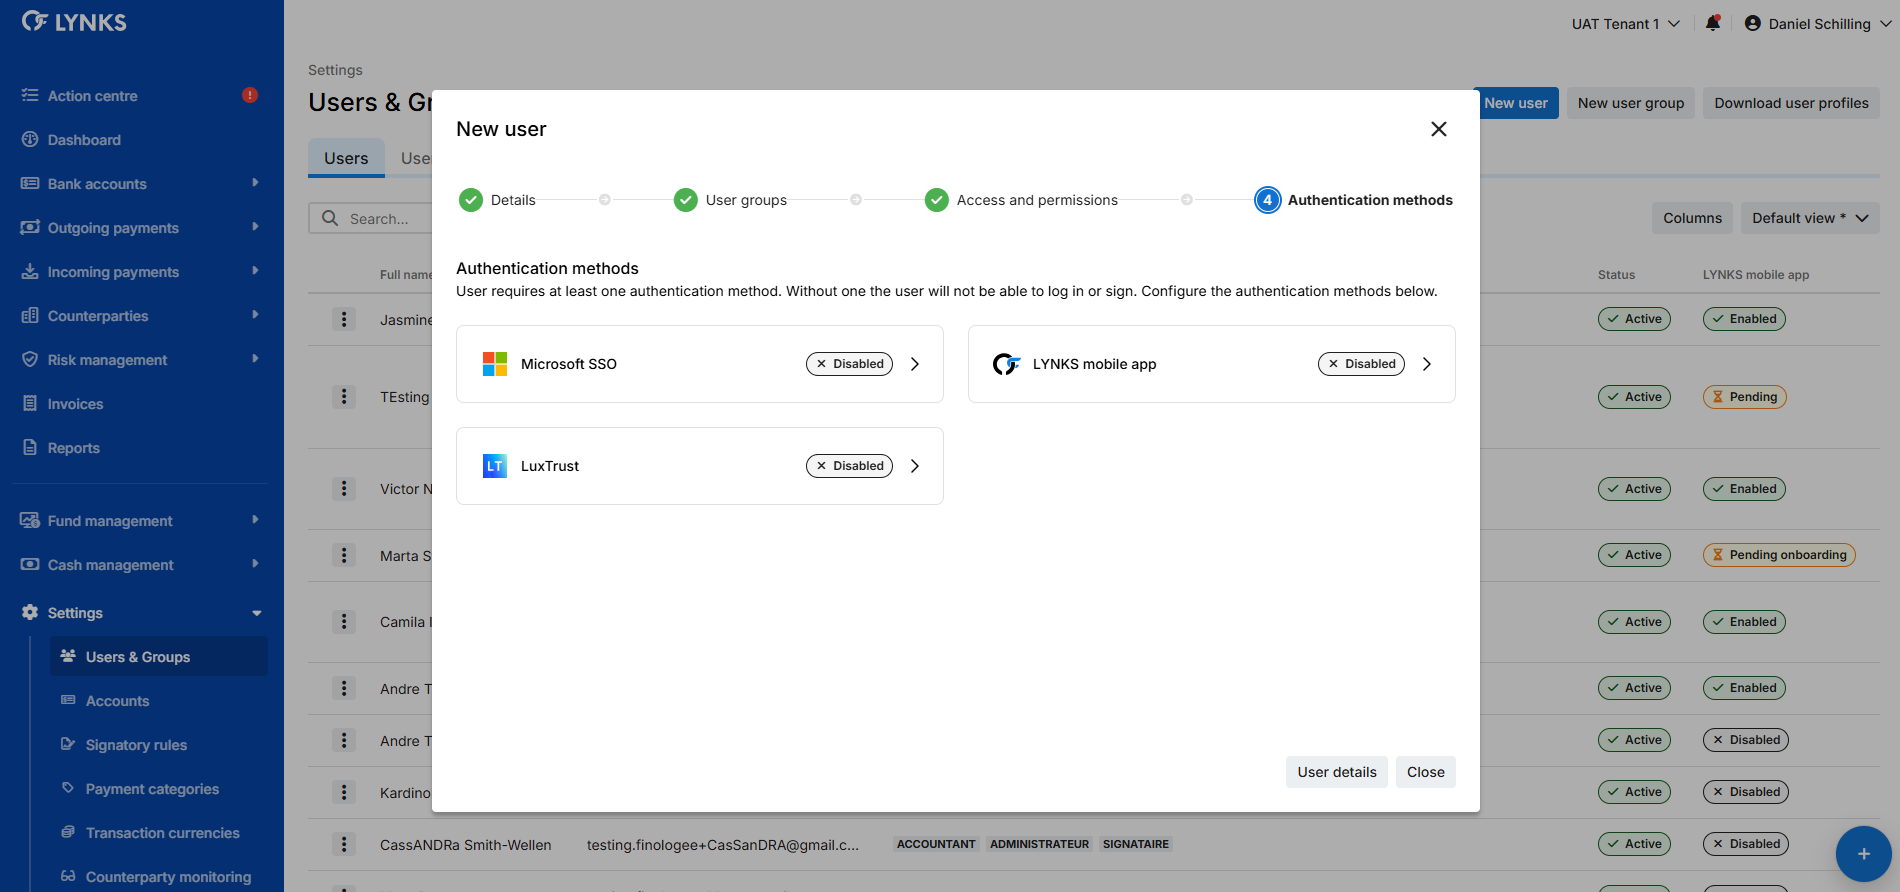 LYNKS
UAT Tenant 1
Daniel Schilling
Action centre
!
Dashboard
Bank accounts
Outgoing payments
Incoming payments
Counterparties
Risk management
Invoices
Reports
Fund management
Cash management
Settings
Users & Groups
Accounts
Signatory rules
Payment categories
Transaction currencies
Counterparty monitoring
Settings
Users & Gr
New user
New user group
Download user profiles
Users
Use
Search...
Columns
Default view *
Full name
Status
LYNKS mobile app
Jasmine
Active
Enabled
TEsting
Active
Pending
Victor N
Active
Enabled
Marta S
Active
Pending onboarding
Camila
Active
Enabled
Andre T
Active
Enabled
Andre T
Active
Disabled
Kardino
Active
Disabled
CassANDRa Smith-Wellen
testing.finologee+CasSanDRA@gmail.c...
ACCOUNTANT
ADMINISTRATEUR
SIGNATAIRE
Active
Disabled
+
New user
Details
User groups
Access and permissions
4
Authentication methods
Authentication methods
User requires at least one authentication method. Without one the user will not be able to log in or sign. Configure the authentication methods below.
Microsoft SSO
Disabled
LYNKS mobile app
Disabled
LT
LuxTrust
Disabled
User details
Close